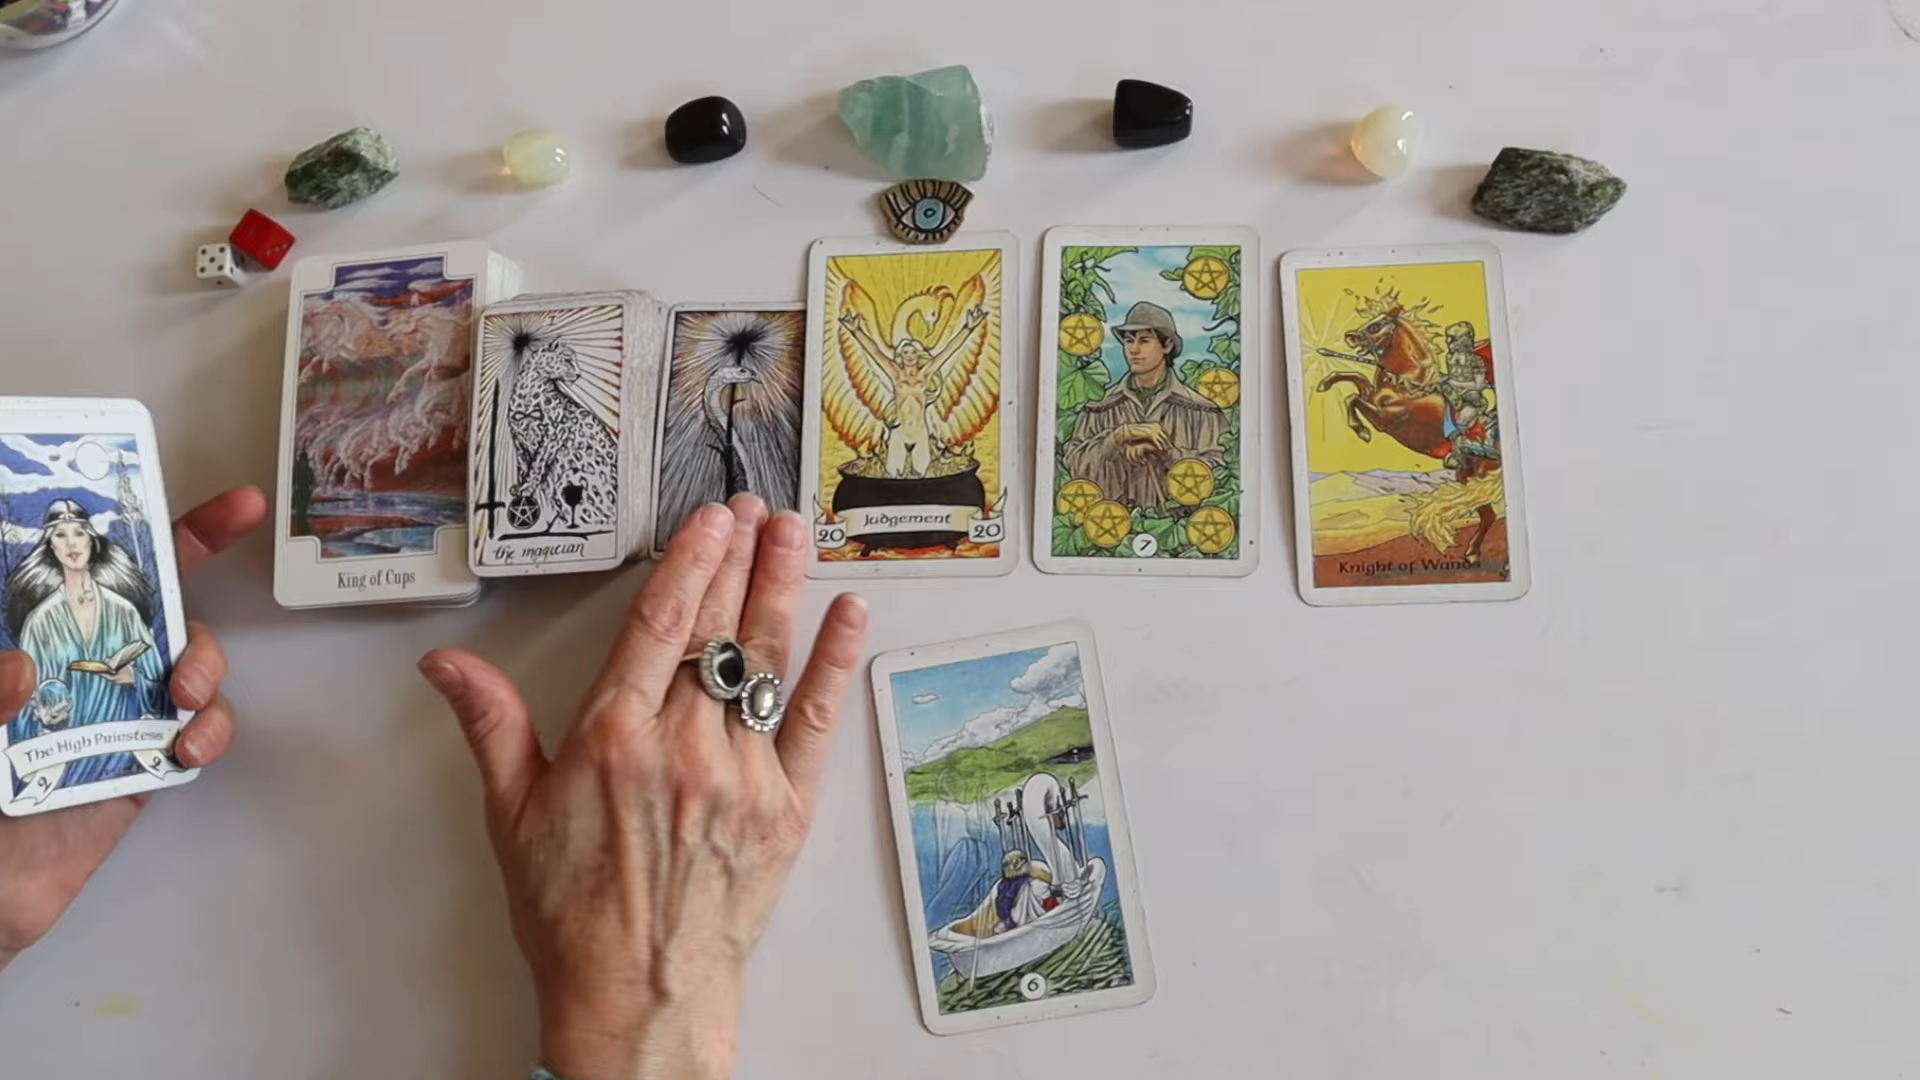 King of Cups
I
the magician
Judgement
20
20
7
Knight of Wands
The High Priestess
2
2
6